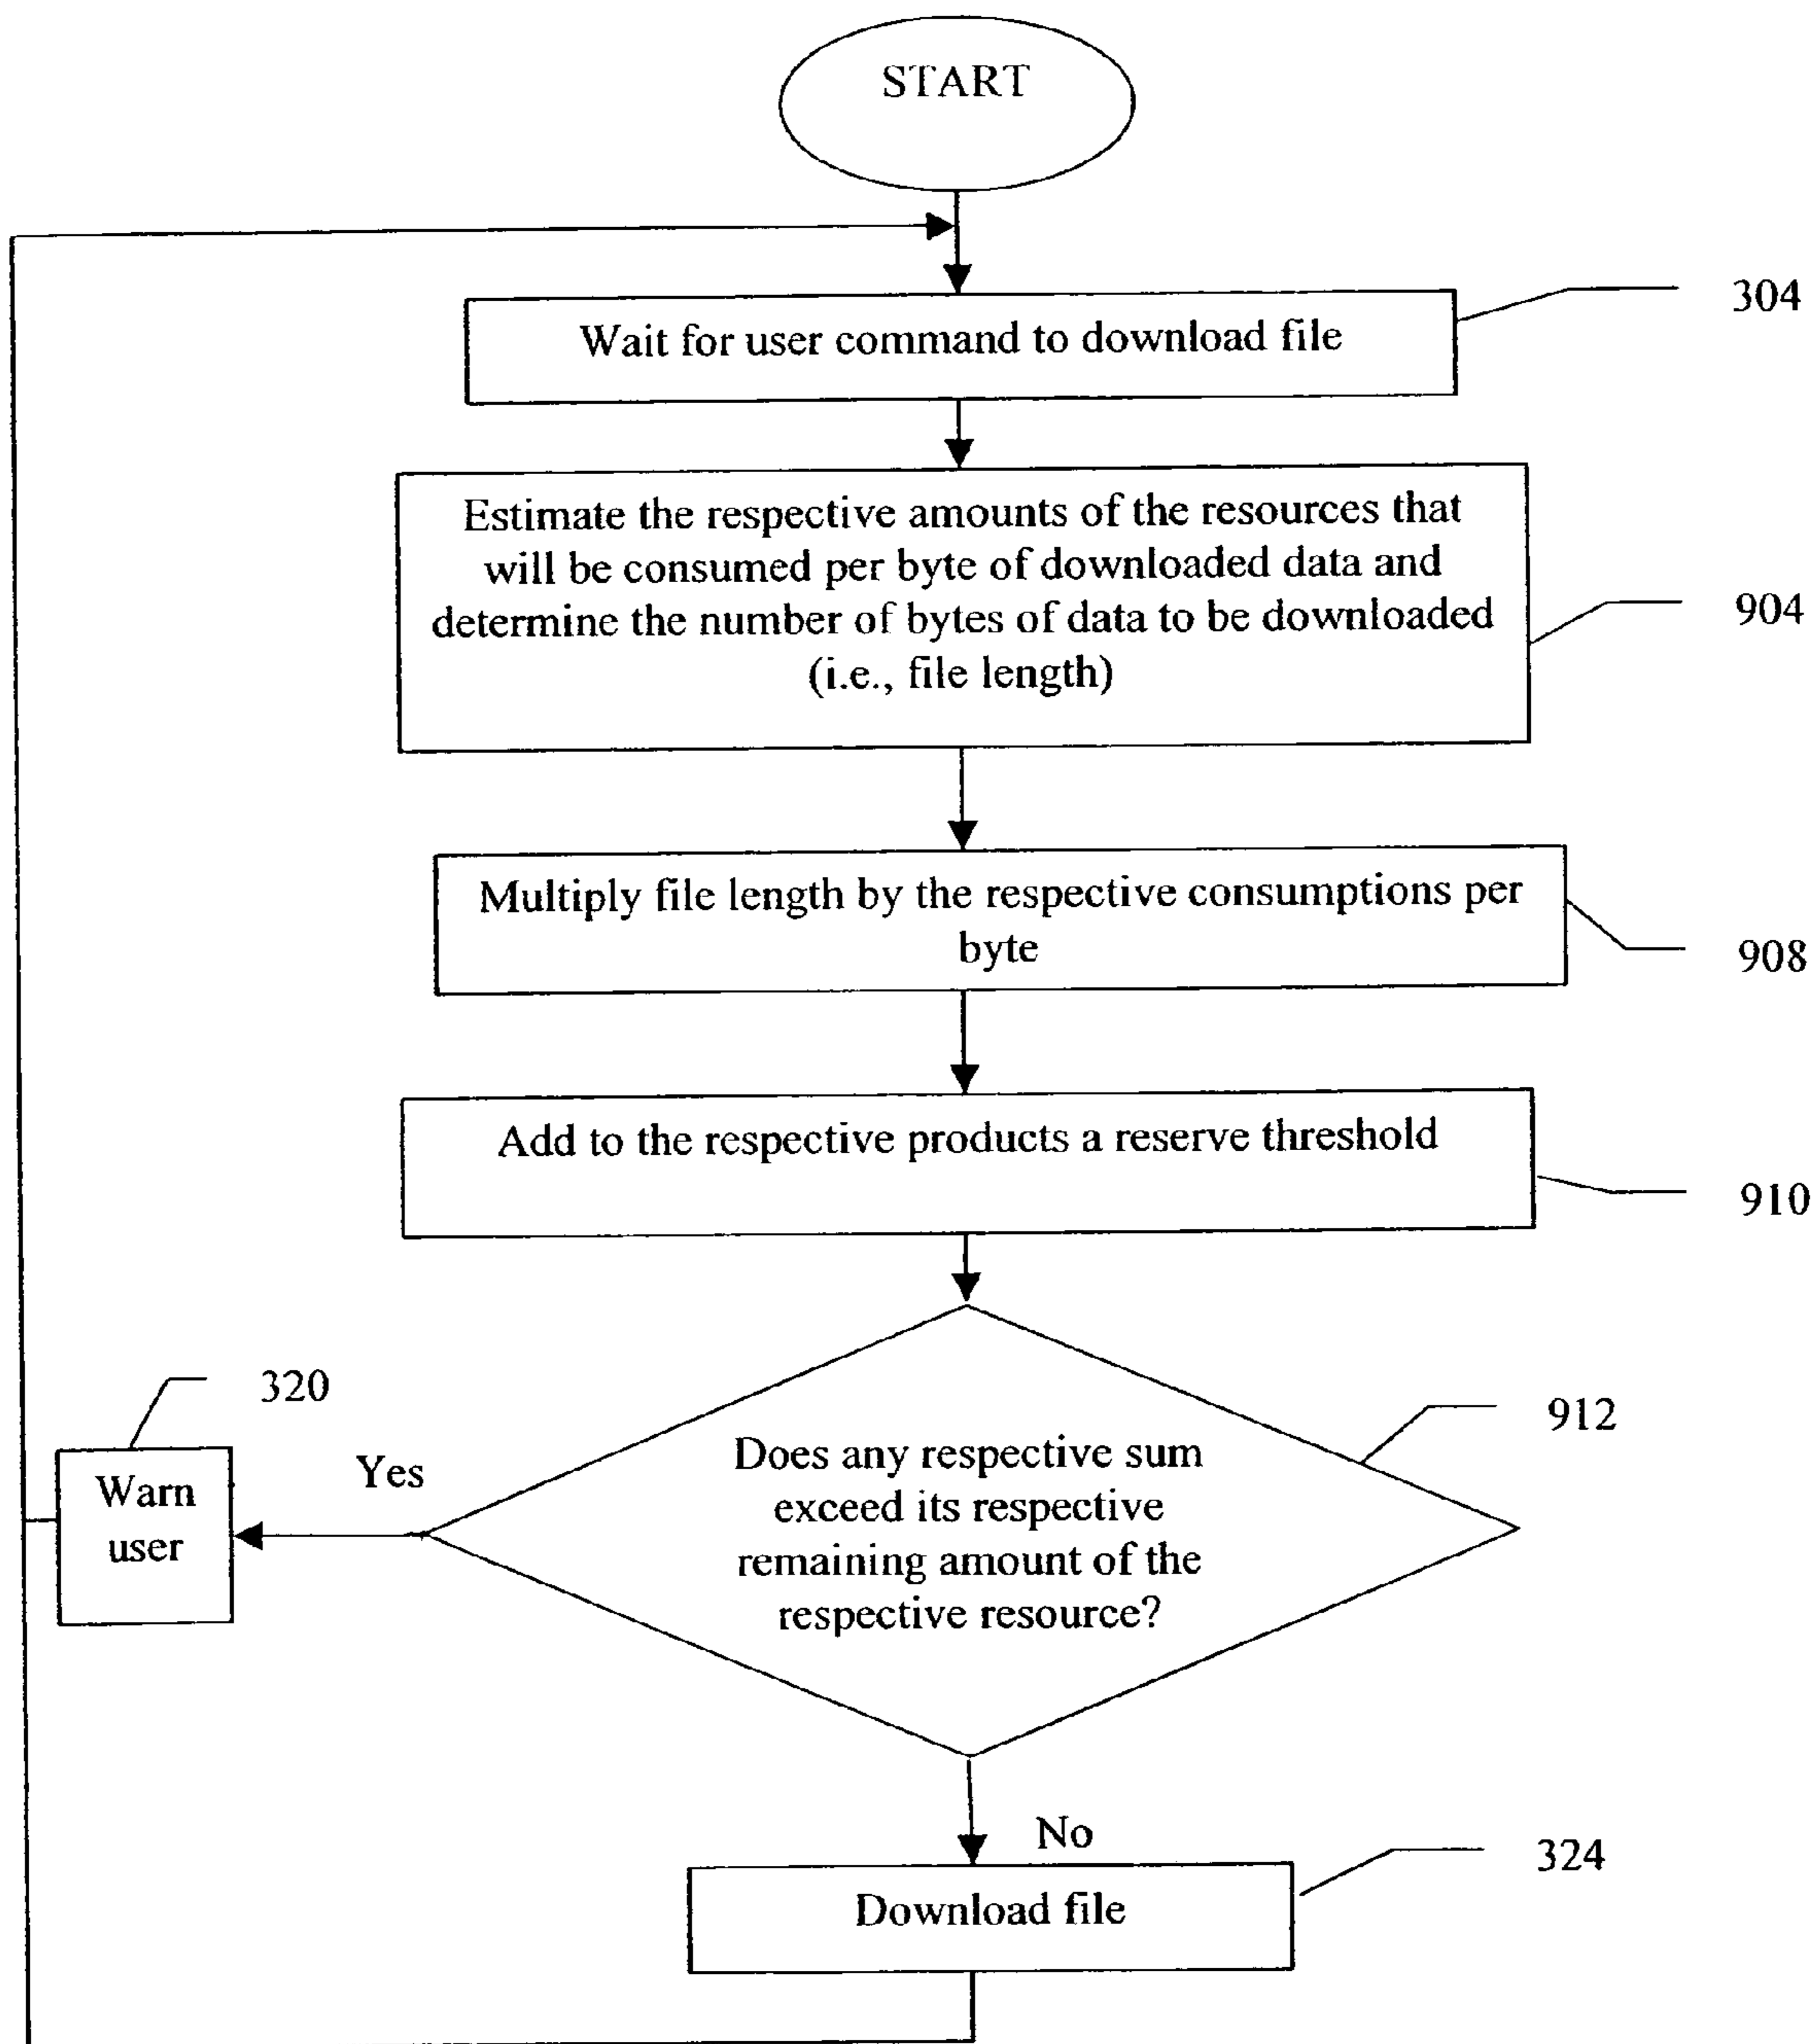 START
Wait for user command to download file
304
Estimate the respective amounts of the resources that
will be consumed per byte of downloaded data and
determine the number of bytes of data to be downloaded
(i.e., file length)
904
Multiply file length by the respective consumptions per
byte
908
Add to the respective products a reserve threshold
910
320
912
Warn
user
Yes
Does any respective sum
exceed its respective
remaining amount of the
respective resource?
No
324
Download file